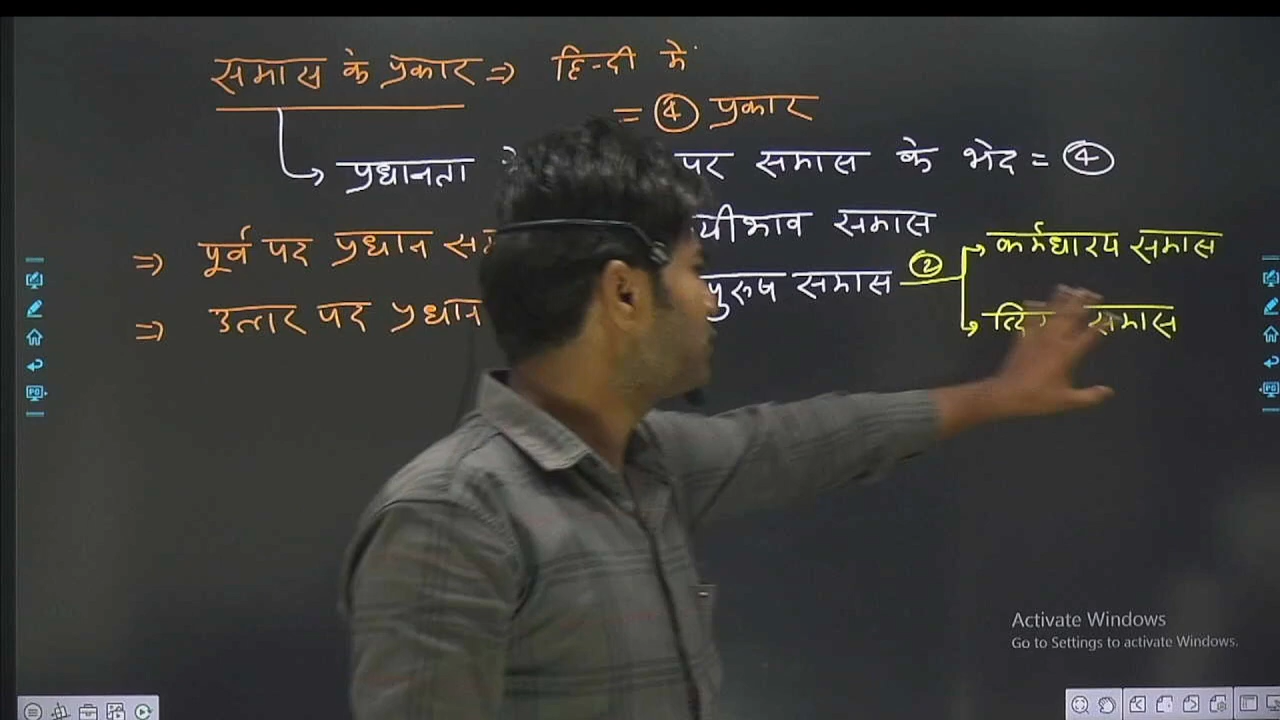 समास के प्रकार ⇒ हिन्दी में
= ④ प्रकार
प्रधानता पर समास के भेद = ④
⇒ पूर्व पद प्रधान समास
⇒ उत्तर पद प्रधान पुरुष समास ② कर्मधारय समास
समास
Activate Windows
Go to Settings to activate Windows.